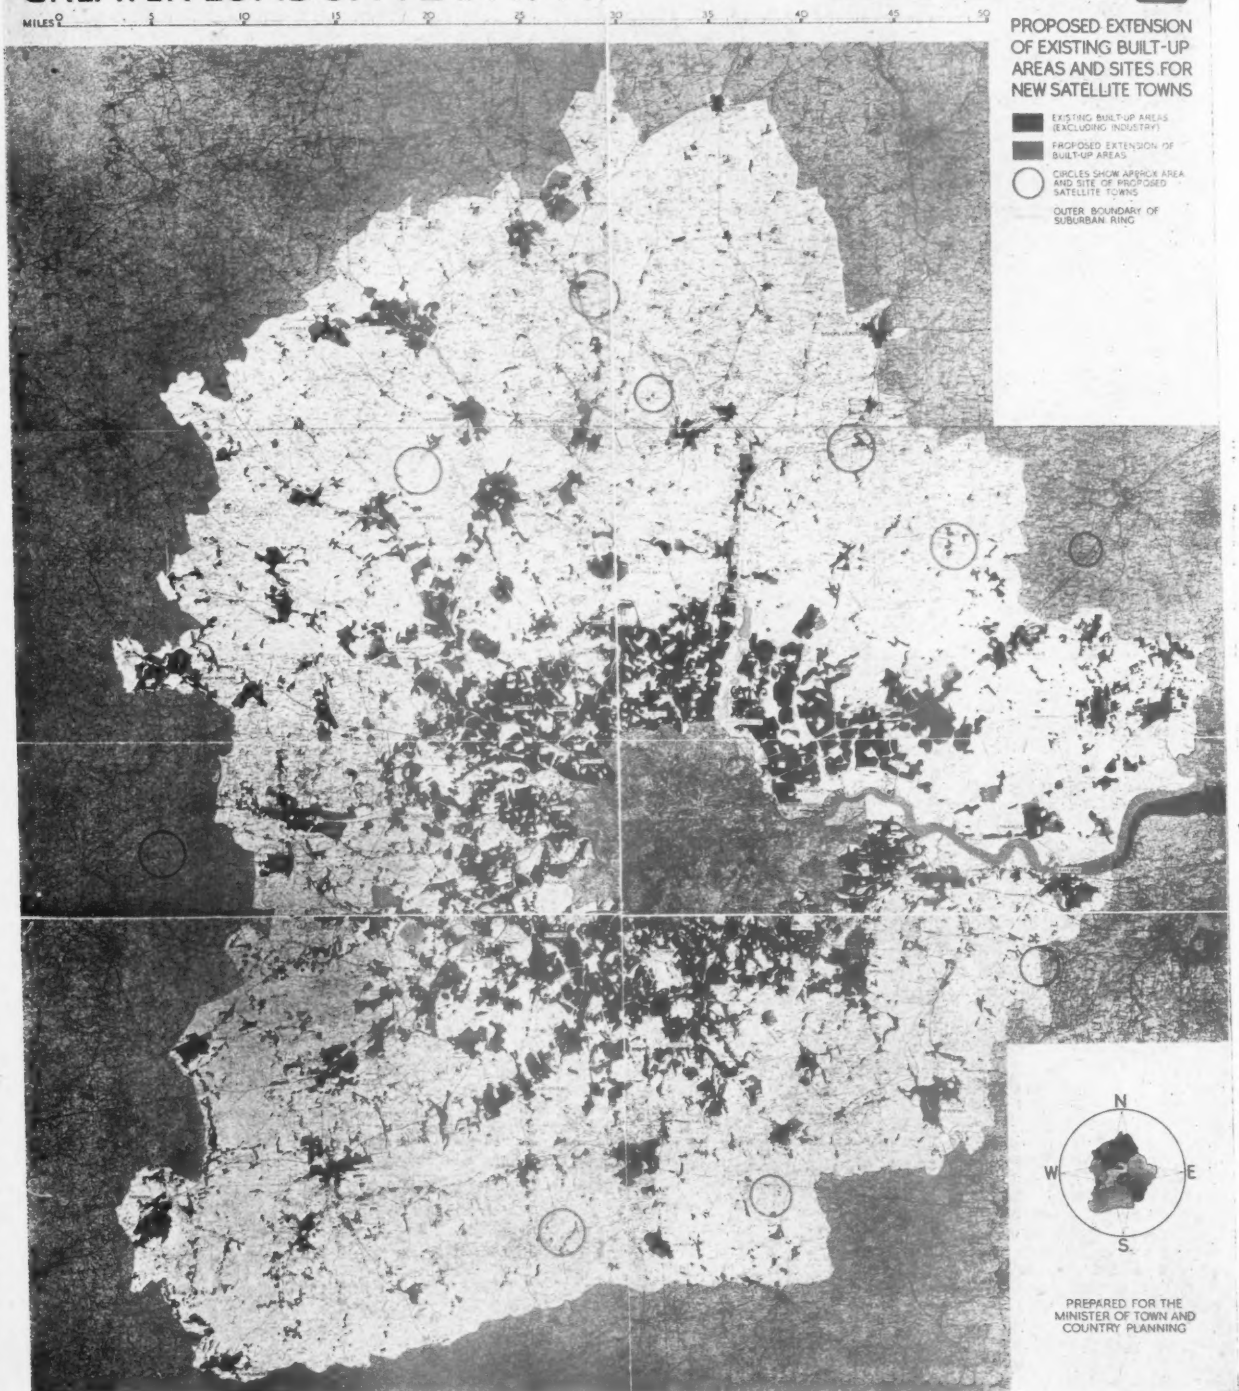 MILES 0 5 10 15 20 25 30 35 40 45 50
PROPOSED EXTENSION
OF EXISTING BUILT-UP
AREAS AND SITES FOR
NEW SATELLITE TOWNS
EXISTING BUILT-UP AREAS
(EXCLUDING INDUSTRY)
PROPOSED EXTENSION OF
BUILT-UP AREAS
CIRCLES SHOW APPROX AREA
AND SITE OF PROPOSED
SATELLITE TOWNS
OUTER BOUNDARY OF
SUBURBAN RING
N
W E
S
PREPARED FOR THE
MINISTER OF TOWN AND
COUNTRY PLANNING